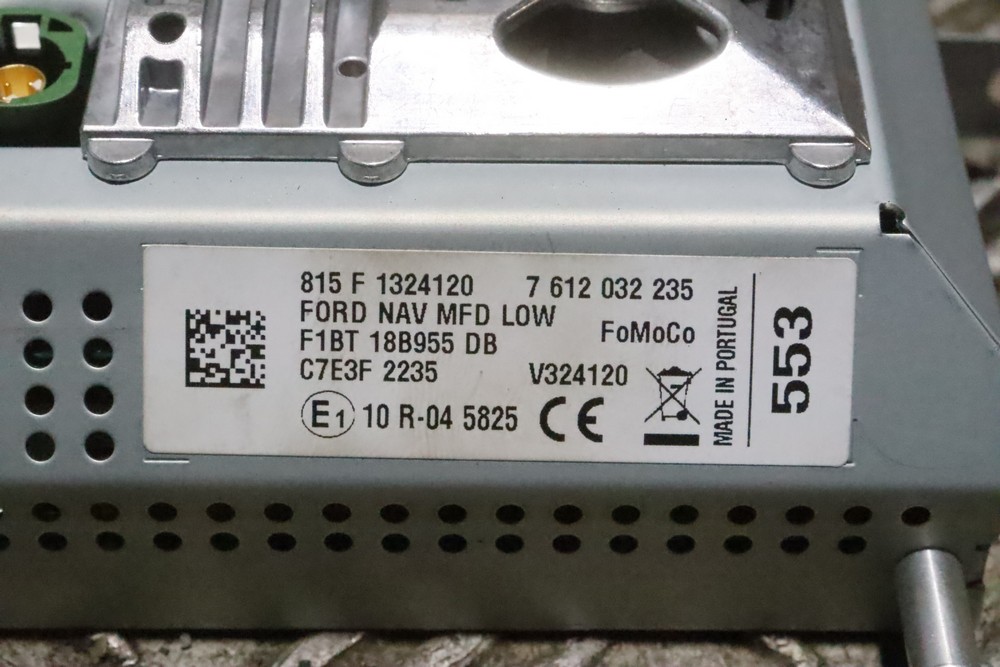 815 F 1324120 7 612 032 235
FORD NAV MFD LOW
FoMoCo
F1BT 18B955 DB
C7E3F 2235 V324120
E1 10 R-04 5825 CE
MADE IN PORTUGAL
553